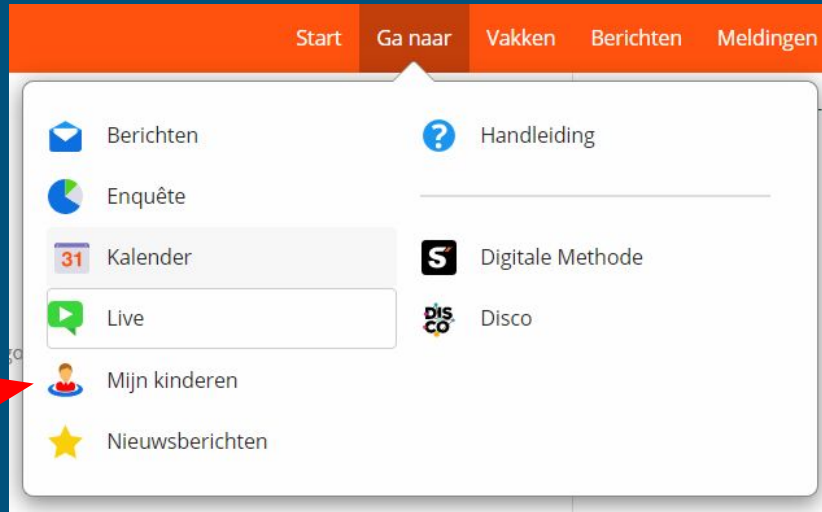 Start Ga naar Vakken Berichten Meldingen
Berichten
Enquête
31 Kalender
Live
go
Mijn kinderen
Nieuwsberichten
? Handleiding
S Digitale Methode
DIS
CO Disco